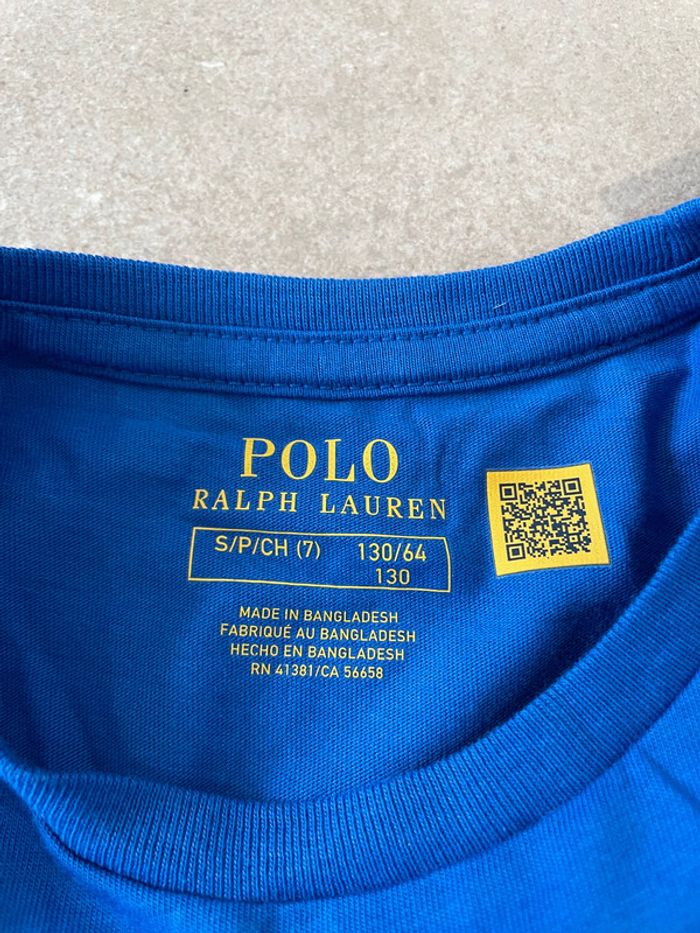 POLO
RALPH LAUREN
S/P/CH (7) 130/64
130
MADE IN BANGLADESH
FABRIQUÉ AU BANGLADESH
HECHO EN BANGLADESH
RN 41381/CA 56658